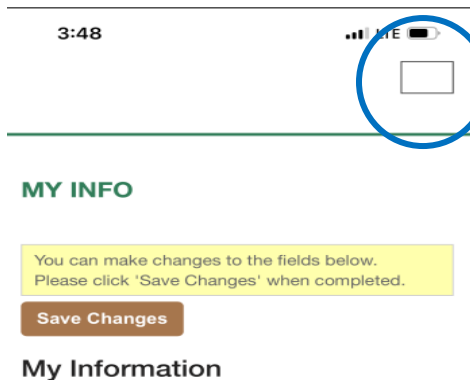 3:48 LTE
MY INFO
You can make changes to the fields below.
Please click 'Save Changes' when completed.
Save Changes
My Information